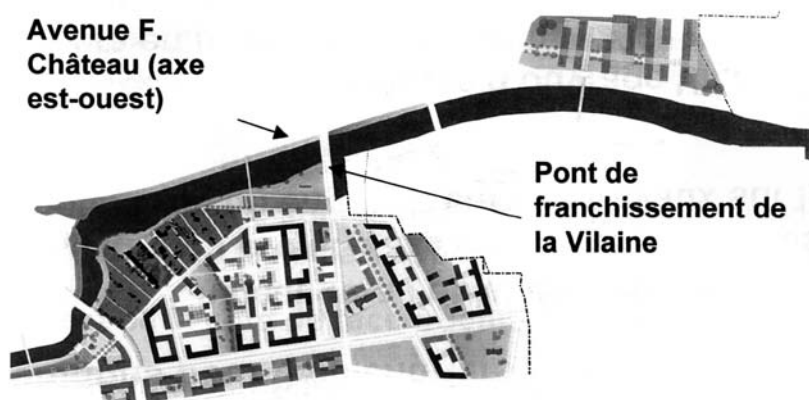 Avenue F.
Château (axe
est-ouest)
Pont de
franchissement de
la Vilaine